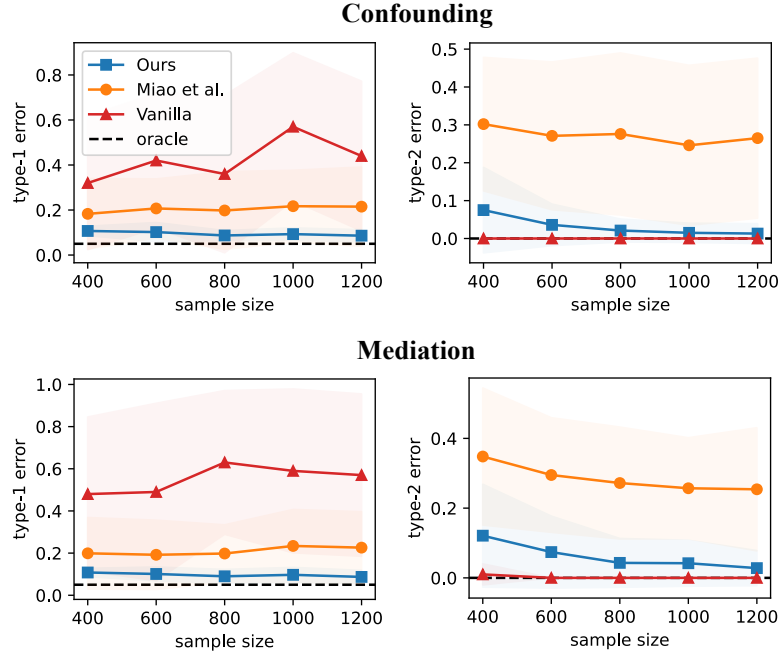 Confounding
type-1 error
0.8
0.6
0.4
0.2
0.0
Ours
Miao et al.
Vanilla
oracle
400 600 800 1000 1200
sample size
type-2 error
0.5
0.4
0.3
0.2
0.1
0.0
400 600 800 1000 1200
sample size
Mediation
type-1 error
1.0
0.8
0.6
0.4
0.2
0.0
400 600 800 1000 1200
sample size
type-2 error
0.4
0.2
0.0
400 600 800 1000 1200
sample size